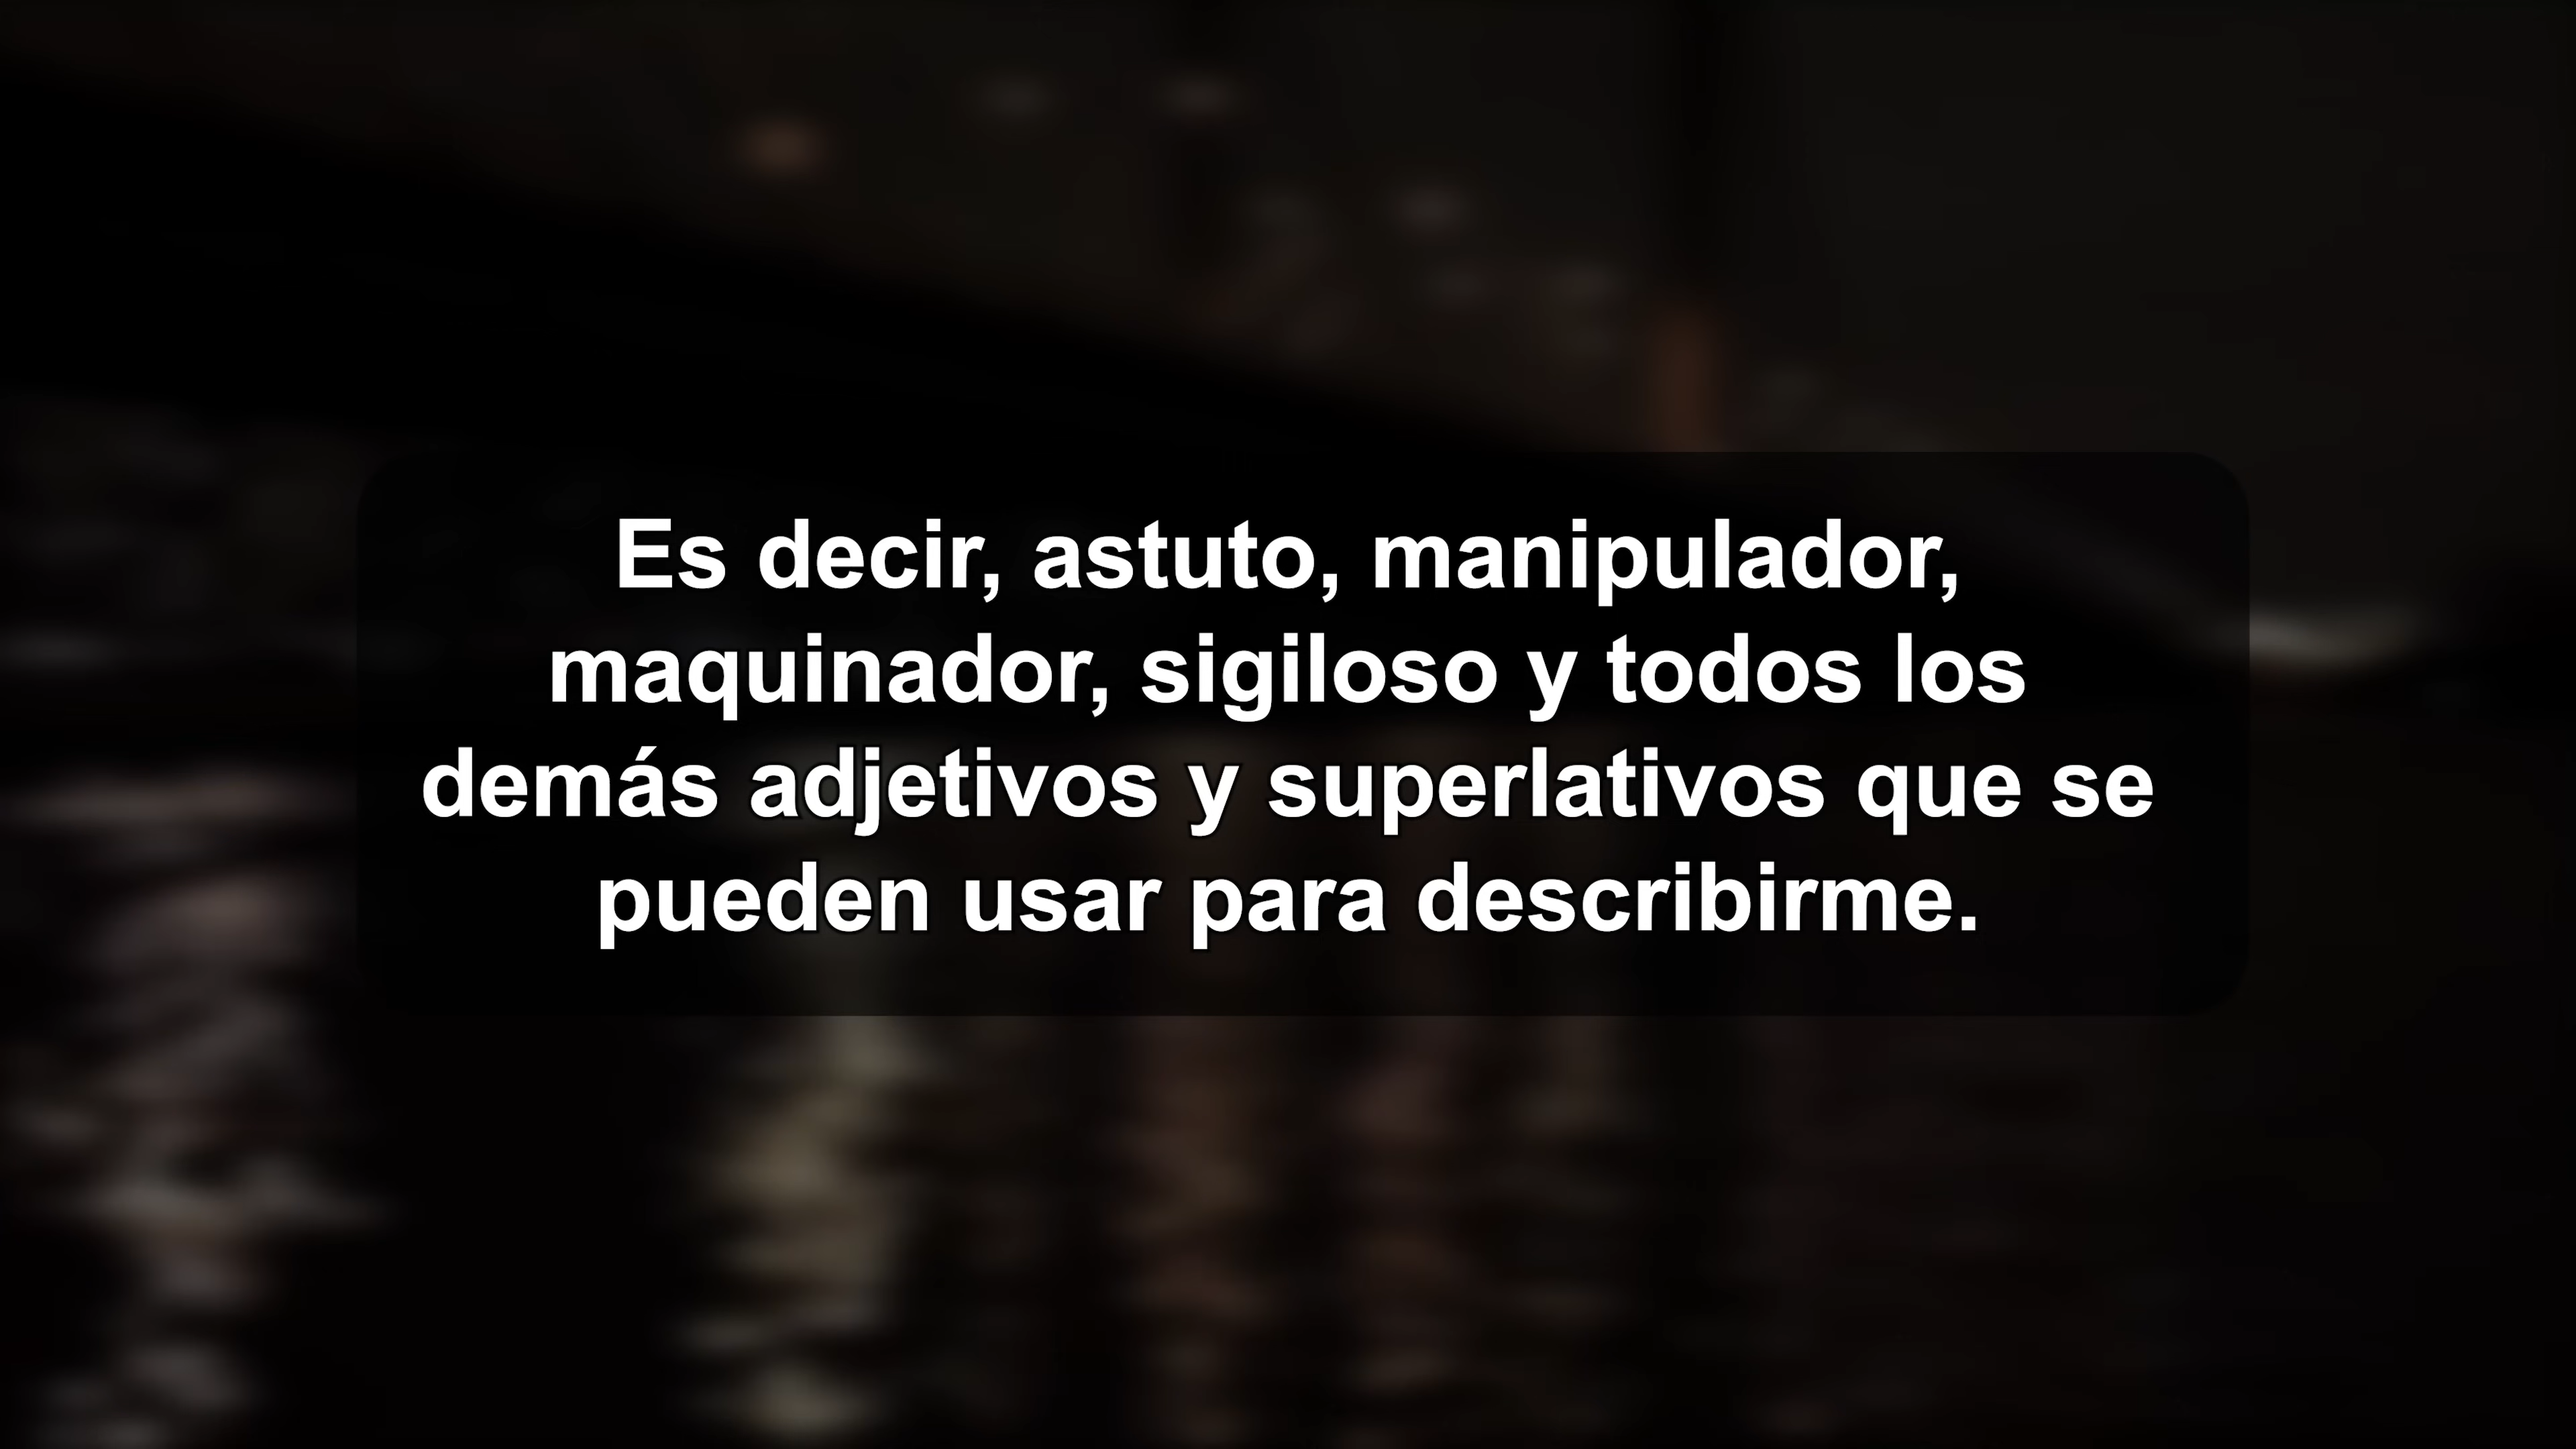 Es decir, astuto, manipulador,
maquinador, sigiloso y todos los
demás adjetivos y superlativos que se
pueden usar para describirme.